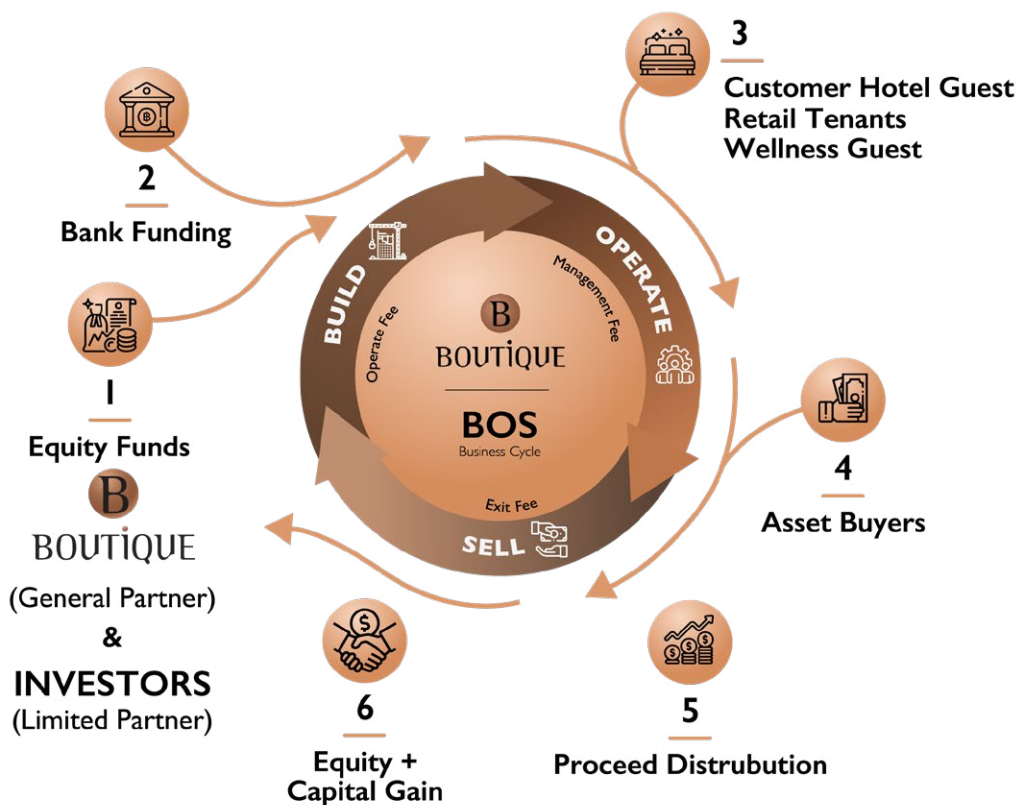 1
Equity Funds
B
BOUTiQUE
(General Partner)
&
INVESTORS
(Limited Partner)
2
Bank Funding
3
Customer Hotel Guest
Retail Tenants
Wellness Guest
4
Asset Buyers
5
Proceed Distrubution
6
Equity +
Capital Gain
BUILD
Operate Fee
OPERATE
Management Fee
SELL
Exit Fee
B
BOUTiQUE
BOS
Business Cycle
฿
$
$ $ $